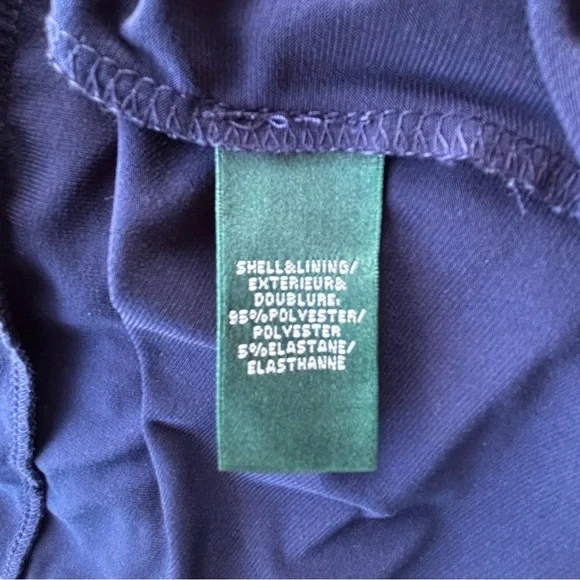 SHELL&LINING/
EXTERIEUR&
DOUBLURE:
95%POLYESTER/
POLYESTER
5%ELASTANE/
ELASTHANNE